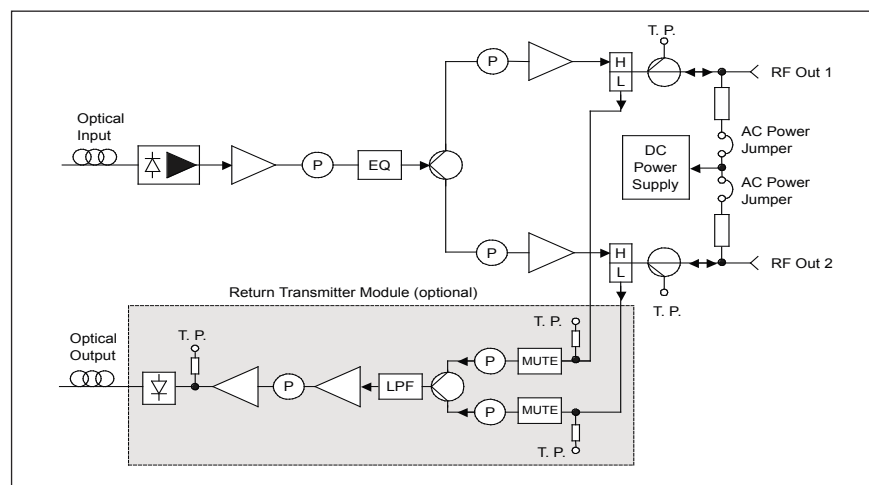 T. P.
P
H
L
RF Out 1
Optical
Input
AC Power
Jumper
P
EQ
DC
Power
Supply
AC Power
Jumper
P
H
L
RF Out 2
T. P.
Return Transmitter Module (optional)
T. P.
T. P.
Optical
Output
P
MUTE
P
LPF
P
MUTE
T. P.